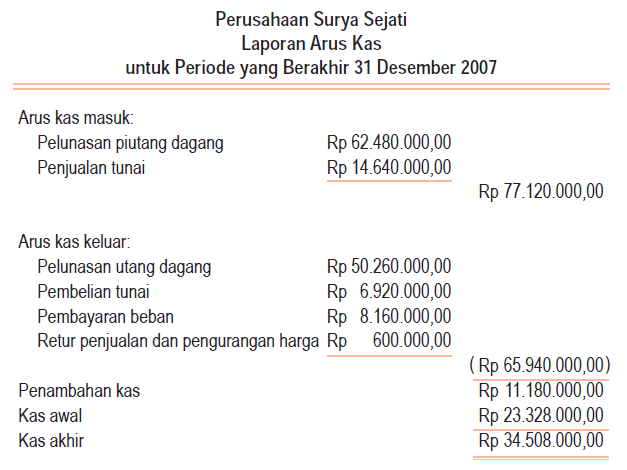 Perusahaan Surya Sejati
Laporan Arus Kas
untuk Periode yang Berakhir 31 Desember 2007
Arus kas masuk:
Pelunasan piutang dagang Rp 62.480.000,00
Penjualan tunai Rp 14.640.000,00
Rp 77.120.000,00
Arus kas keluar:
Pelunasan utang dagang Rp 50.260.000,00
Pembelian tunai Rp 6.920.000,00
Pembayaran beban Rp 8.160.000,00
Retur penjualan dan pengurangan harga Rp 600.000,00
( Rp 65.940.000,00)
Penambahan kas Rp 11.180.000,00
Kas awal Rp 23.328.000,00
Kas akhir Rp 34.508.000,00